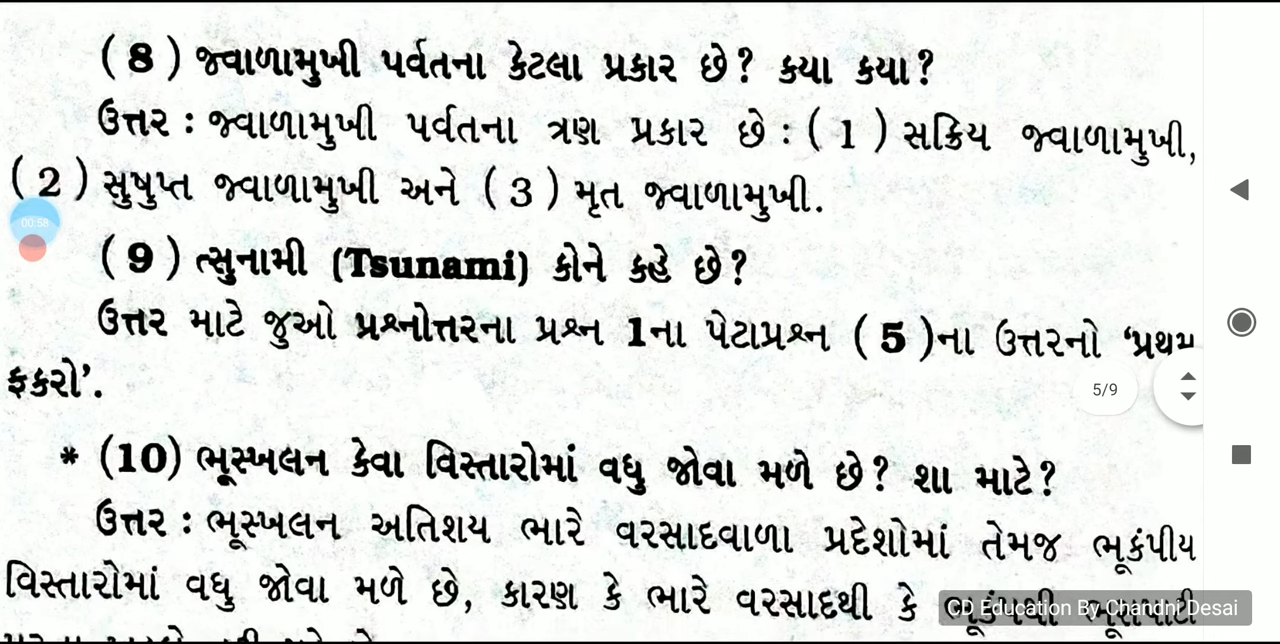 (8) જ્વાળામુખી પર્વતના કેટલા પ્રકાર છે? કયા કયા?
ઉત્તર : જ્વાળામુખી પર્વતના ત્રણ પ્રકાર છે : (1) સક્રિય જ્વાળામુખી,
(2) સુષુપ્ત જ્વાળામુખી અને (3) મૃત જ્વાળામુખી.
00:58
(9) ત્સુનામી (Tsunami) કોને કહે છે?
ઉત્તર માટે જુઓ પ્રશ્નોત્તરના પ્રશ્ન 1ના પેટાપ્રશ્ન (5)ના ઉત્તરનો ‘પ્રથમ
ફકરો’.
5/9
* (10) ભૂસ્ખલન કેવા વિસ્તારોમાં વધુ જોવા મળે છે? શા માટે?
ઉત્તર : ભૂસ્ખલન અતિશય ભારે વરસાદવાળા પ્રદેશોમાં તેમજ ભૂકંપીય
વિસ્તારોમાં વધુ જોવા મળે છે, કારણ કે ભારે વરસાદથી કે ભૂકંપથી ભૂસપાટી
CD Education By Chandni Desai